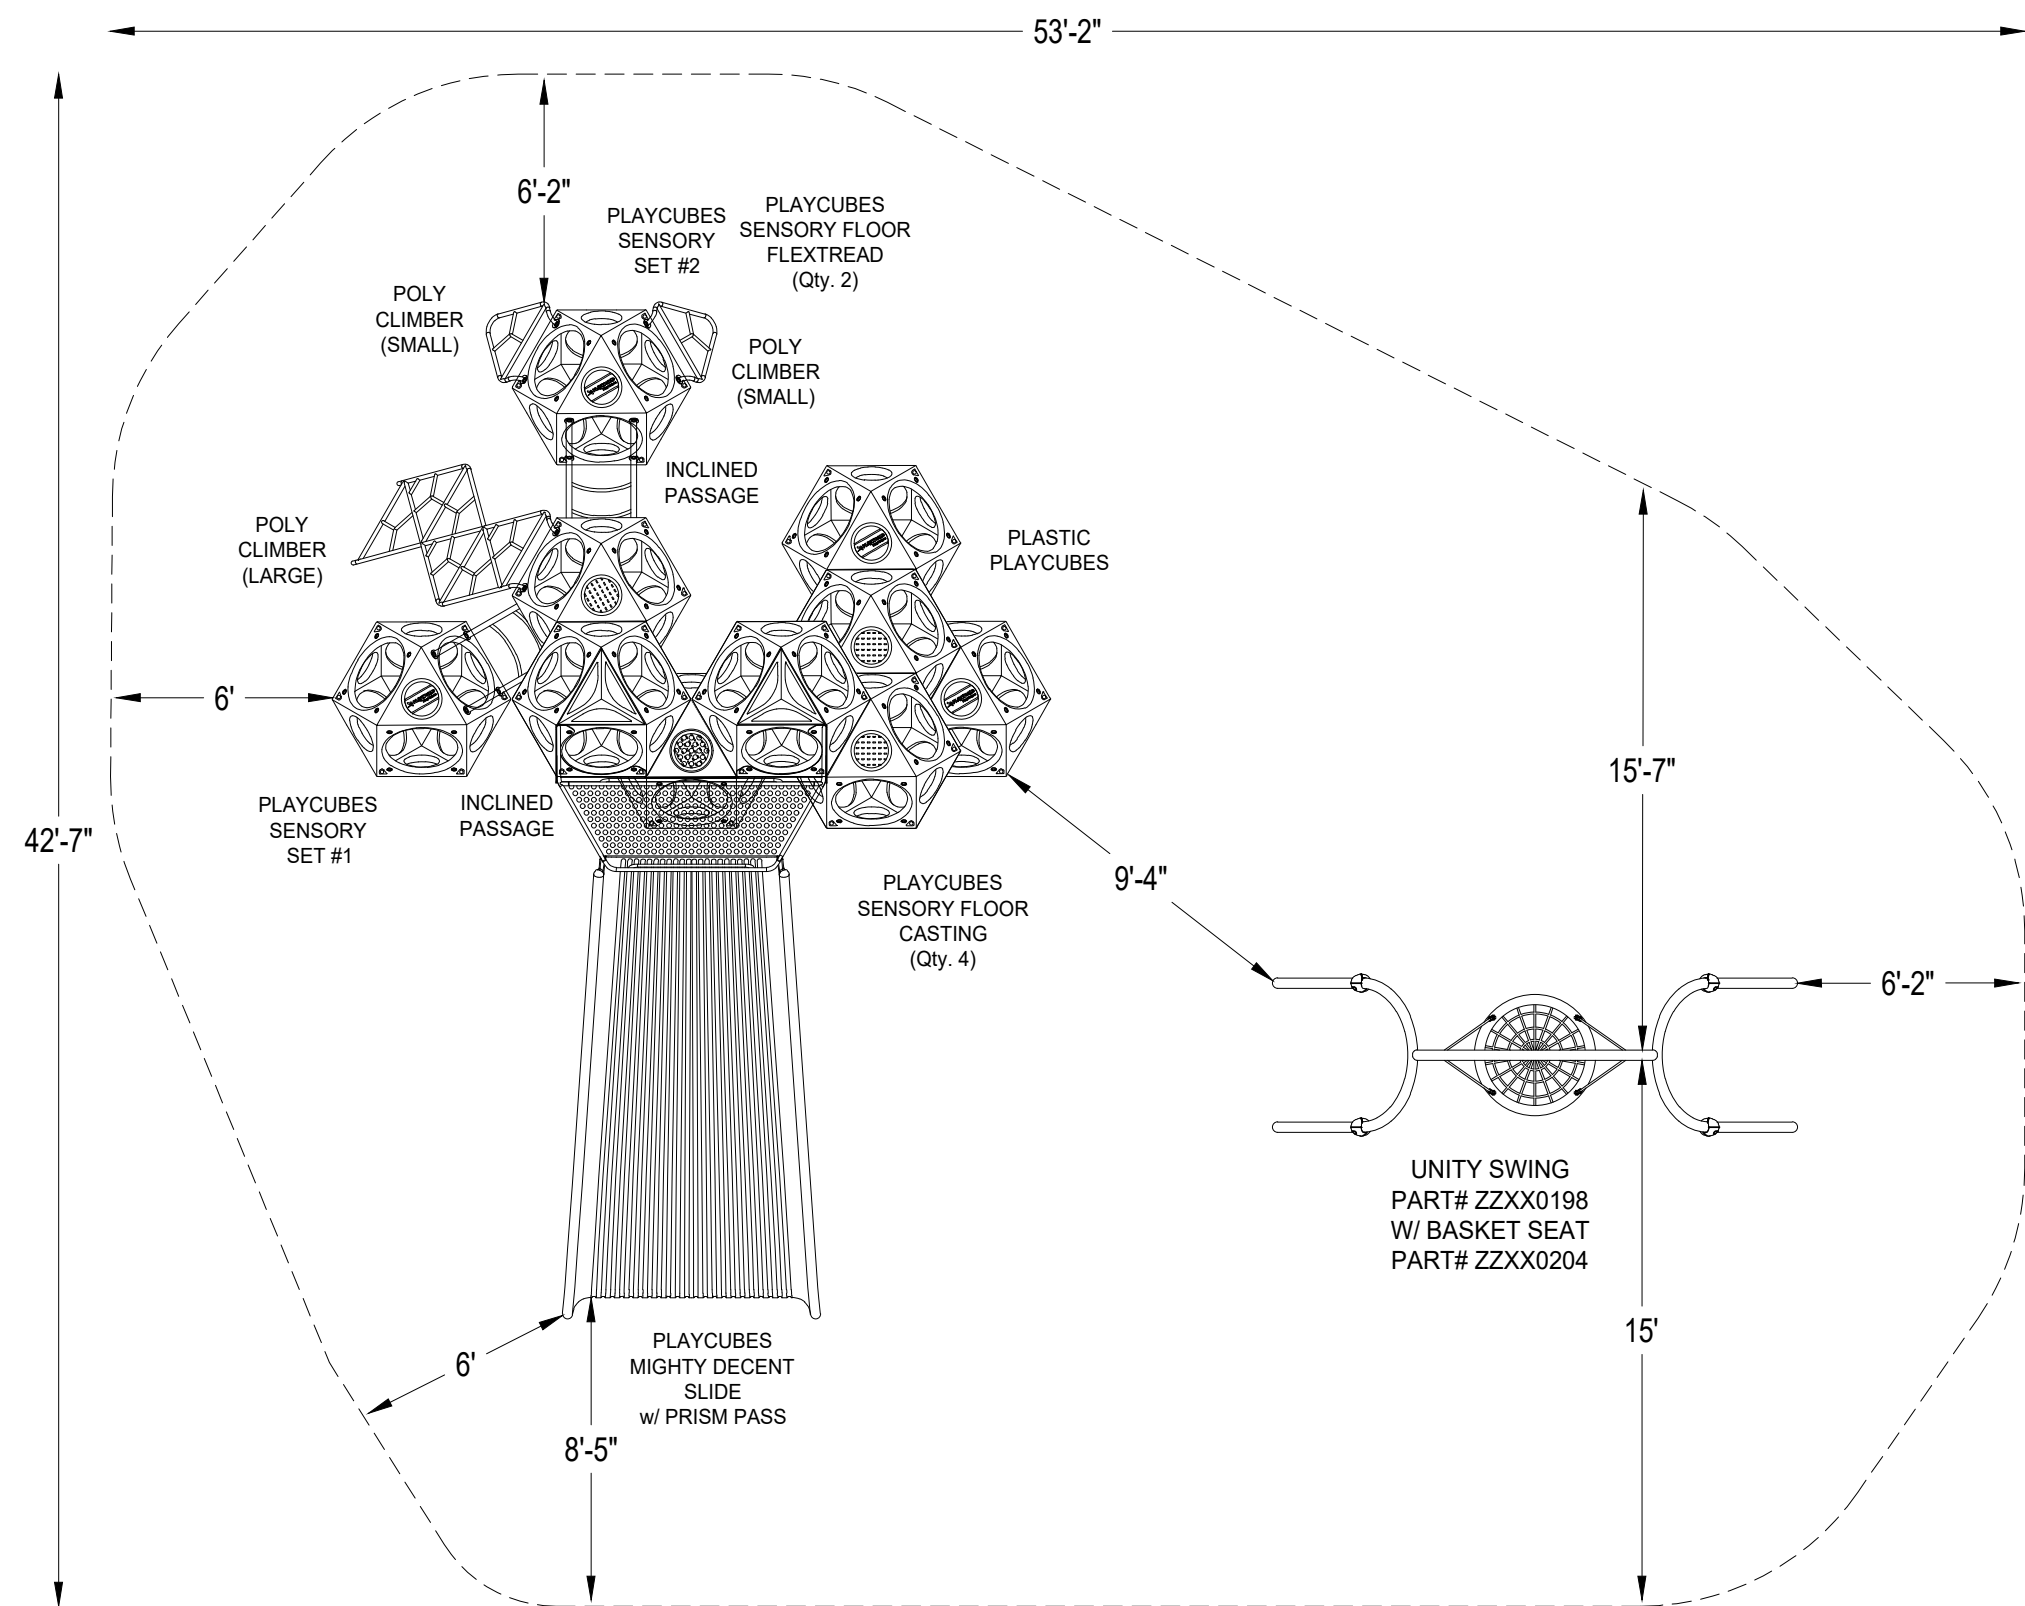 53'-2"
6'-2"
PLAYCUBES
SENSORY
SET #2
PLAYCUBES
SENSORY FLOOR
FLEXTREAD
(Qty. 2)
POLY
CLIMBER
(SMALL)
POLY
CLIMBER
(SMALL)
INCLINED
PASSAGE
POLY
CLIMBER
(LARGE)
PLASTIC
PLAYCUBES
6'
15'-7"
42'-7"
PLAYCUBES
SENSORY
SET #1
INCLINED
PASSAGE
9'-4"
PLAYCUBES
SENSORY FLOOR
CASTING
(Qty. 4)
6'-2"
UNITY SWING
PART# ZZXX0198
W/ BASKET SEAT
PART# ZZXX0204
15'
6'
PLAYCUBES
MIGHTY DECENT
SLIDE
w/ PRISM PASS
8'-5"